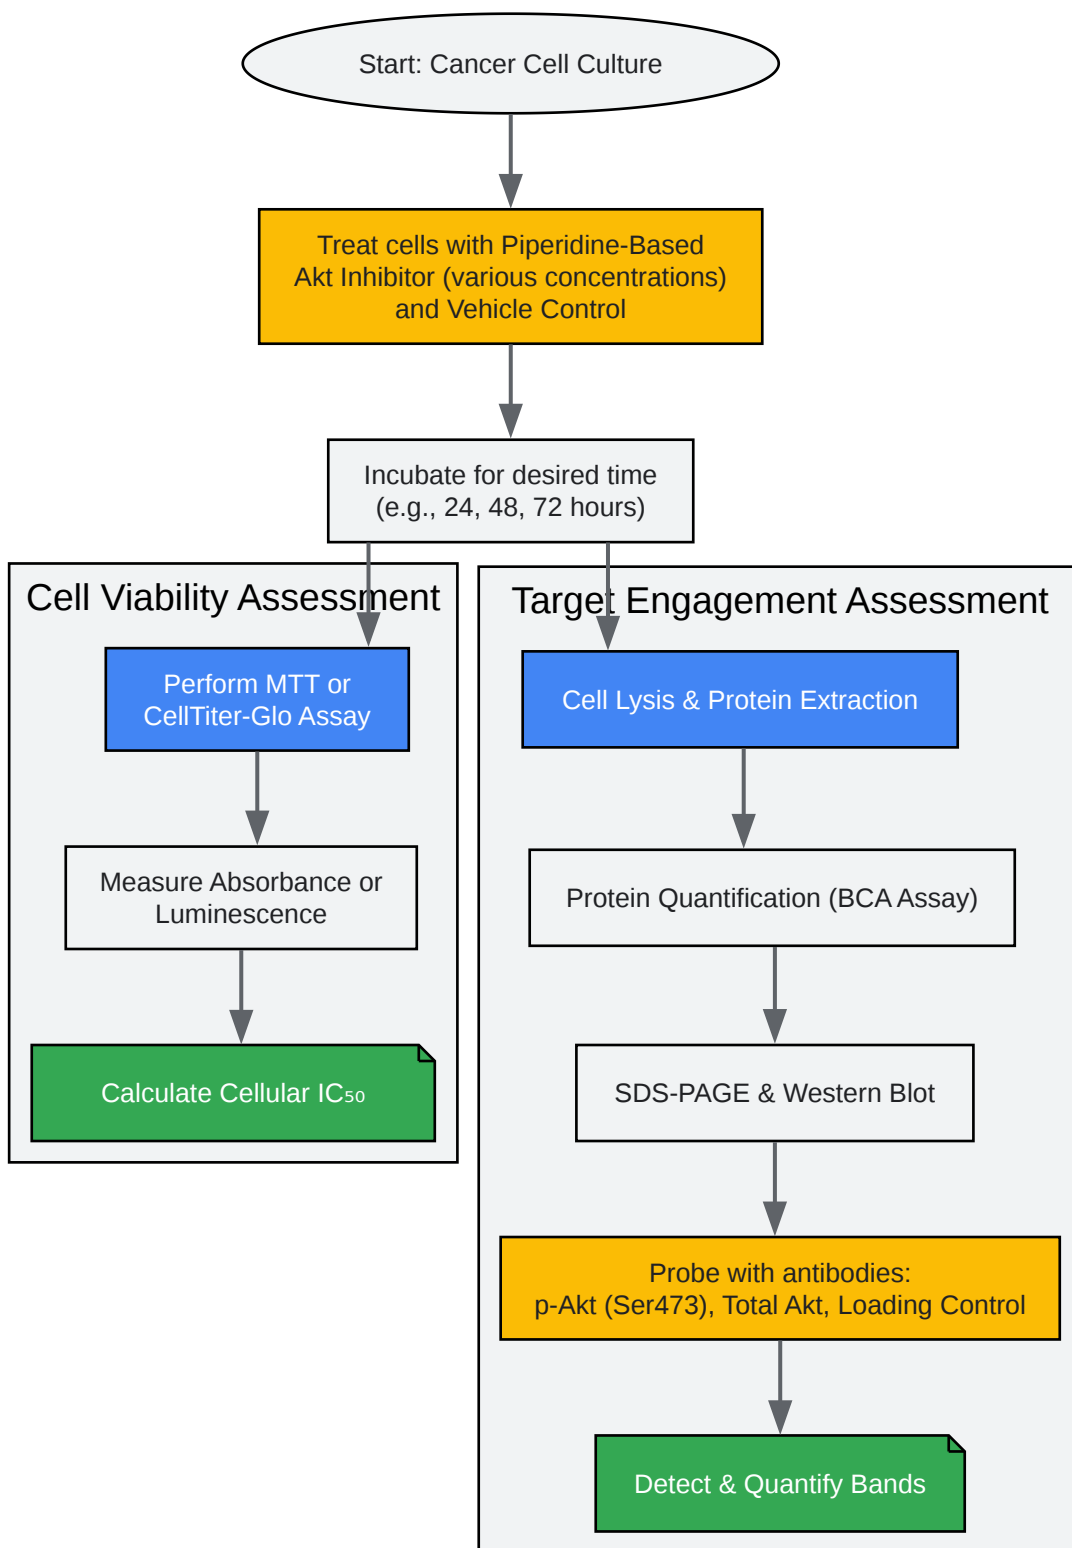 Start: Cancer Cell Culture
Treat cells with Piperidine-Based
Akt Inhibitor (various concentrations)
and Vehicle Control
Incubate for desired time
(e.g., 24, 48, 72 hours)
Cell Viability Assessment
Perform MTT or
CellTiter-Glo Assay
Measure Absorbance or
Luminescence
Calculate Cellular IC₅₀
Target Engagement Assessment
Cell Lysis & Protein Extraction
Protein Quantification (BCA Assay)
SDS-PAGE & Western Blot
Probe with antibodies:
p-Akt (Ser473), Total Akt, Loading Control
Detect & Quantify Bands